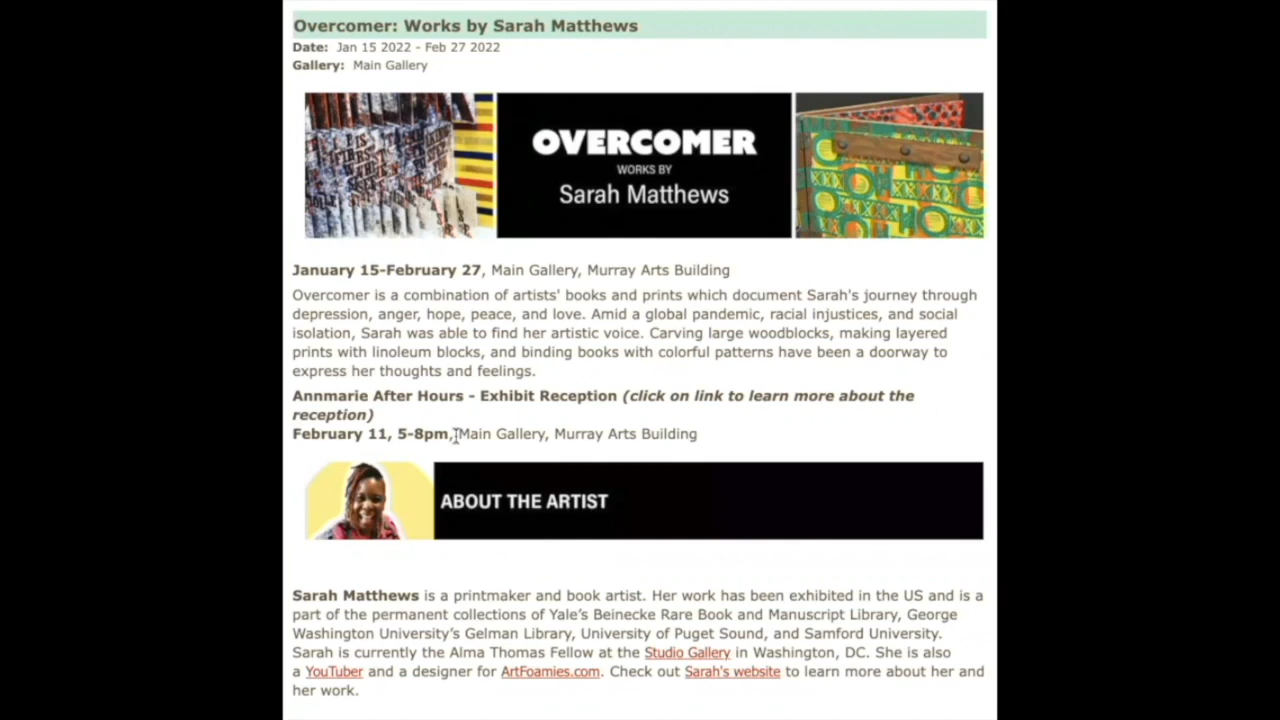 Overcomer: Works by Sarah Matthews
Date: Jan 15 2022 - Feb 27 2022
Gallery: Main Gallery
OVERCOMER
WORKS BY
Sarah Matthews
January 15-February 27, Main Gallery, Murray Arts Building
Overcomer is a combination of artists' books and prints which document Sarah's journey through
depression, anger, hope, peace, and love. Amid a global pandemic, racial injustices, and social
isolation, Sarah was able to find her artistic voice. Carving large woodblocks, making layered
prints with linoleum blocks, and binding books with colorful patterns have been a doorway to
express her thoughts and feelings.
Annmarie After Hours - Exhibit Reception (click on link to learn more about the
reception)
February 11, 5-8pm, Main Gallery, Murray Arts Building
ABOUT THE ARTIST
Sarah Matthews is a printmaker and book artist. Her work has been exhibited in the US and is a
part of the permanent collections of Yale’s Beinecke Rare Book and Manuscript Library, George
Washington University’s Gelman Library, University of Puget Sound, and Samford University.
Sarah is currently the Alma Thomas Fellow at the Studio Gallery in Washington, DC. She is also
a YouTuber and a designer for ArtFoamies.com. Check out Sarah's website to learn more about her and
her work.